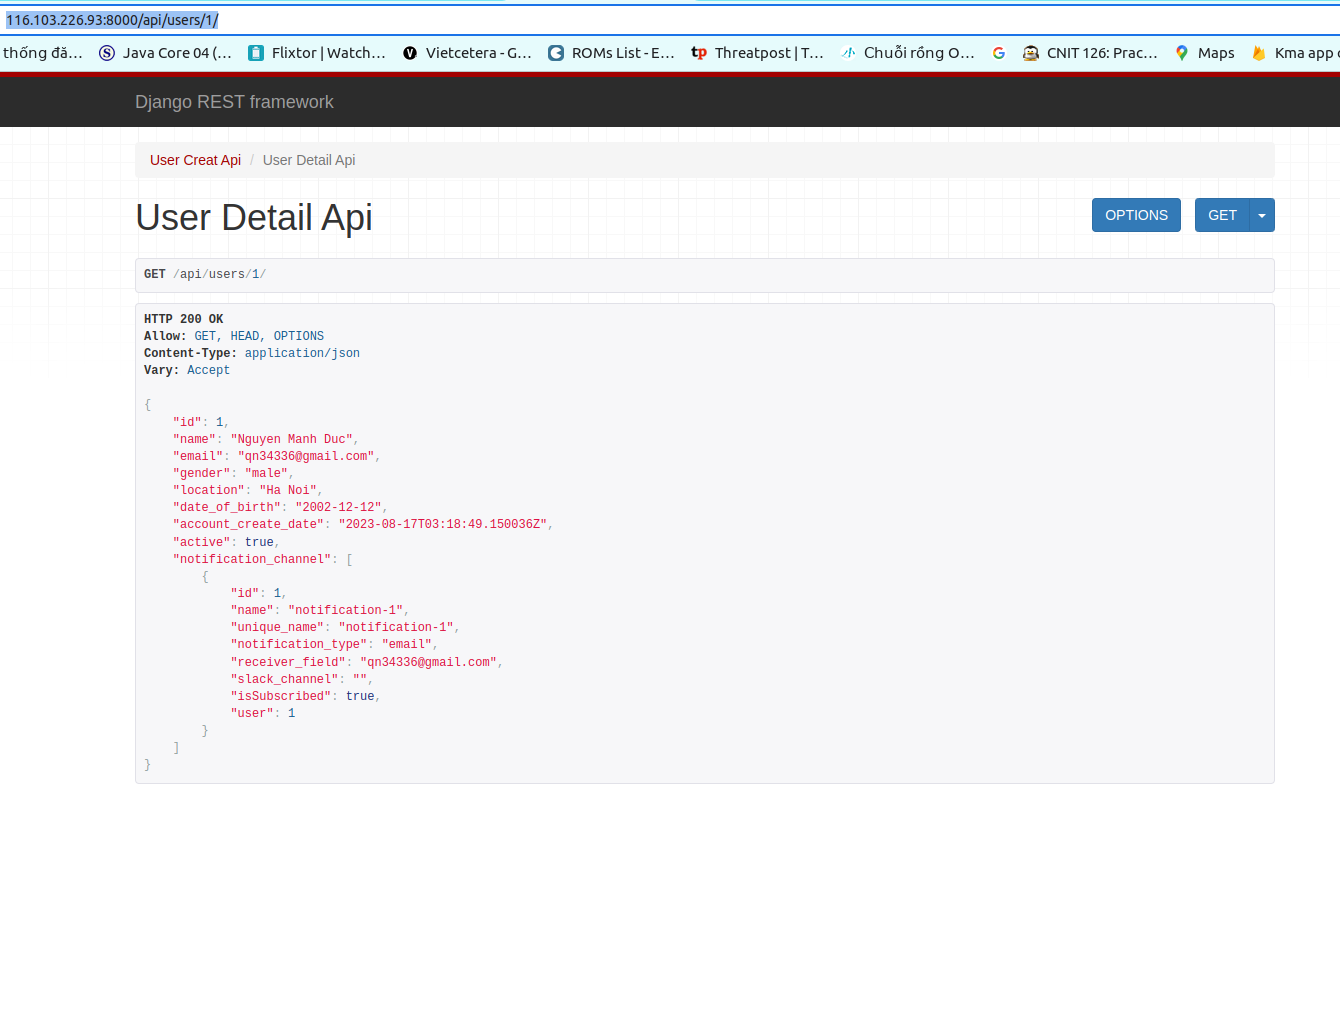 116.103.226.93:8000/api/users/1/
thống đă... Java Core 04 (... Flixtor | Watch... Vietcetera - G... ROMs List - E... Threatpost | T... Chuỗi rồng O... CNIT 126: Prac... Maps Kma app
Django REST framework
User Creat Api / User Detail Api
User Detail Api
OPTIONS GET
GET /api/users/1/
HTTP 200 OK
Allow: GET, HEAD, OPTIONS
Content-Type: application/json
Vary: Accept
{
"id": 1,
"name": "Nguyen Manh Duc",
"email": "qn34336@gmail.com",
"gender": "male",
"location": "Ha Noi",
"date_of_birth": "2002-12-12",
"account_create_date": "2023-08-17T03:18:49.150036Z",
"active": true,
"notification_channel": [
{
"id": 1,
"name": "notification-1",
"unique_name": "notification-1",
"notification_type": "email",
"receiver_field": "qn34336@gmail.com",
"slack_channel": "",
"isSubscribed": true,
"user": 1
}
]
}